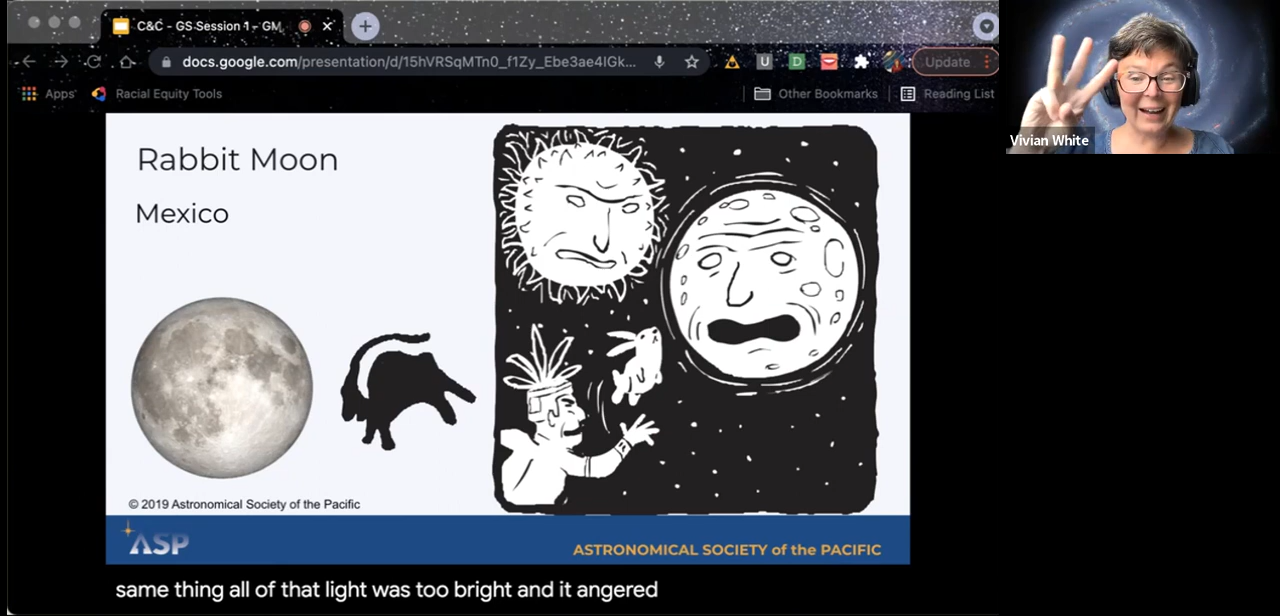 C&C - GS Session 1 - GM
docs.google.com/presentation/d/15hVRSqMTn0_f1Zy_Ebe3ae4IGk...
U
D
Update
Apps
Racial Equity Tools
Other Bookmarks
Reading List
Vivian White
Rabbit Moon
Mexico
© 2019 Astronomical Society of the Pacific
ASP
ASTRONOMICAL SOCIETY of the PACIFIC
same thing all of that light was too bright and it angered